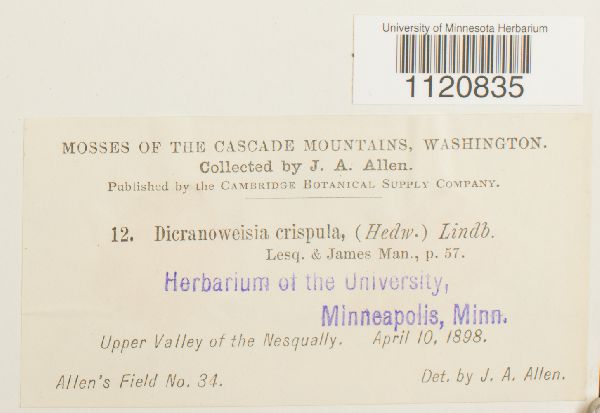 University of Minnesota Herbarium
1120835
MOSSES OF THE CASCADE MOUNTAINS, WASHINGTON.
Collected by J. A. Allen.
Published by the CAMBRIDGE BOTANICAL SUPPLY COMPANY.
12. Dicranoweisia crispula, (Hedw.) Lindb.
Lesq. & James Man., p. 57.
Herbarium of the University,
Minneapolis, Minn.
Upper Valley of the Nesqually. April 10, 1898.
Allen's Field No. 34. Det. by J. A. Allen.